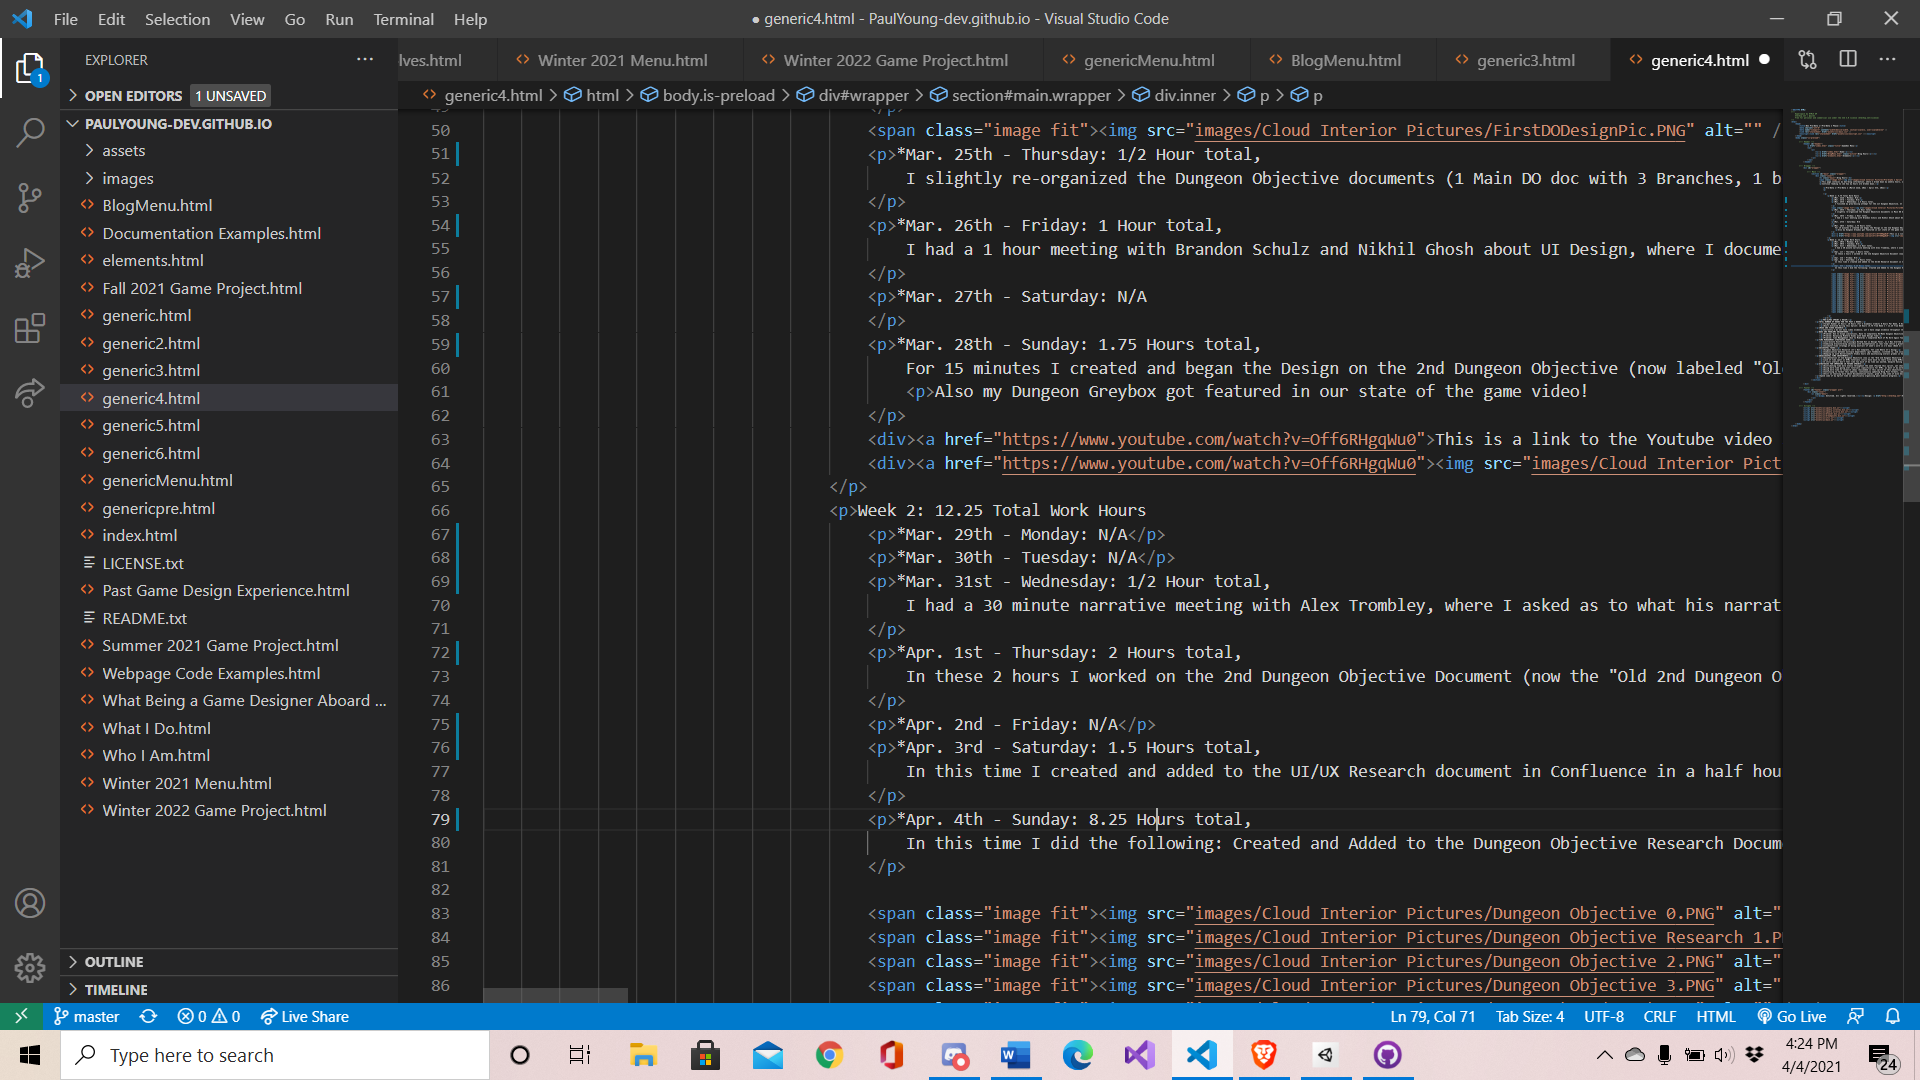 File Edit Selection View Go Run Terminal Help
● generic4.html - PaulYoung-dev.github.io - Visual Studio Code
EXPLORER
lves.html Winter 2021 Menu.html Winter 2022 Game Project.html genericMenu.html BlogMenu.html generic3.html generic4.html
1
OPEN EDITORS 1 UNSAVED
generic4.html > html > body.is-preload > div#wrapper > section#main.wrapper > div.inner > p > p
PAULYOUNG-DEV.GITHUB.IO
assets
images
BlogMenu.html
Documentation Examples.html
elements.html
Fall 2021 Game Project.html
generic.html
generic2.html
generic3.html
generic4.html
generic5.html
generic6.html
genericMenu.html
genericpre.html
index.html
LICENSE.txt
Past Game Design Experience.html
README.txt
Summer 2021 Game Project.html
Webpage Code Examples.html
What Being a Game Designer Aboard ...
What I Do.html
Who I Am.html
Winter 2021 Menu.html
Winter 2022 Game Project.html
OUTLINE
TIMELINE
50 <span class="image fit"><img src="images/Cloud Interior Pictures/FirstDODesignPic.PNG" alt="" /
51 <p>*Mar. 25th - Thursday: 1/2 Hour total,
52 I slightly re-organized the Dungeon Objective documents (1 Main DO doc with 3 Branches, 1 b
53 </p>
54 <p>*Mar. 26th - Friday: 1 Hour total,
55 I had a 1 hour meeting with Brandon Schulz and Nikhil Ghosh about UI Design, where I docume
56 </p>
57 <p>*Mar. 27th - Saturday: N/A
58 </p>
59 <p>*Mar. 28th - Sunday: 1.75 Hours total,
60 For 15 minutes I created and began the Design on the 2nd Dungeon Objective (now labeled "Ol
61 <p>Also my Dungeon Greybox got featured in our state of the game video!
62 </p>
63 <div><a href="https://www.youtube.com/watch?v=Off6RHgqWu0">This is a link to the Youtube video
64 <div><a href="https://www.youtube.com/watch?v=Off6RHgqWu0"><img src="images/Cloud Interior Pict
65 </p>
66 <p>Week 2: 12.25 Total Work Hours
67 <p>*Mar. 29th - Monday: N/A</p>
68 <p>*Mar. 30th - Tuesday: N/A</p>
69 <p>*Mar. 31st - Wednesday: 1/2 Hour total,
70 I had a 30 minute narrative meeting with Alex Trombley, where I asked as to what his narrat
71 </p>
72 <p>*Apr. 1st - Thursday: 2 Hours total,
73 In these 2 hours I worked on the 2nd Dungeon Objective Document (now the "Old 2nd Dungeon O
74 </p>
75 <p>*Apr. 2nd - Friday: N/A</p>
76 <p>*Apr. 3rd - Saturday: 1.5 Hours total,
77 In this time I created and added to the UI/UX Research document in Confluence in a half hou
78 </p>
79 <p>*Apr. 4th - Sunday: 8.25 Hours total,
80 In this time I did the following: Created and Added to the Dungeon Objective Research Docum
81 </p>
82
83 <span class="image fit"><img src="images/Cloud Interior Pictures/Dungeon Objective 0.PNG" alt="
84 <span class="image fit"><img src="images/Cloud Interior Pictures/Dungeon Objective Research 1.P
85 <span class="image fit"><img src="images/Cloud Interior Pictures/Dungeon Objective 2.PNG" alt="
86 <span class="image fit"><img src="images/Cloud Interior Pictures/Dungeon Objective 3.PNG" alt="
master 0 0 Live Share Ln 79, Col 71 Tab Size: 4 UTF-8 CRLF HTML Go Live
Type here to search
4:24 PM
4/4/2021
24